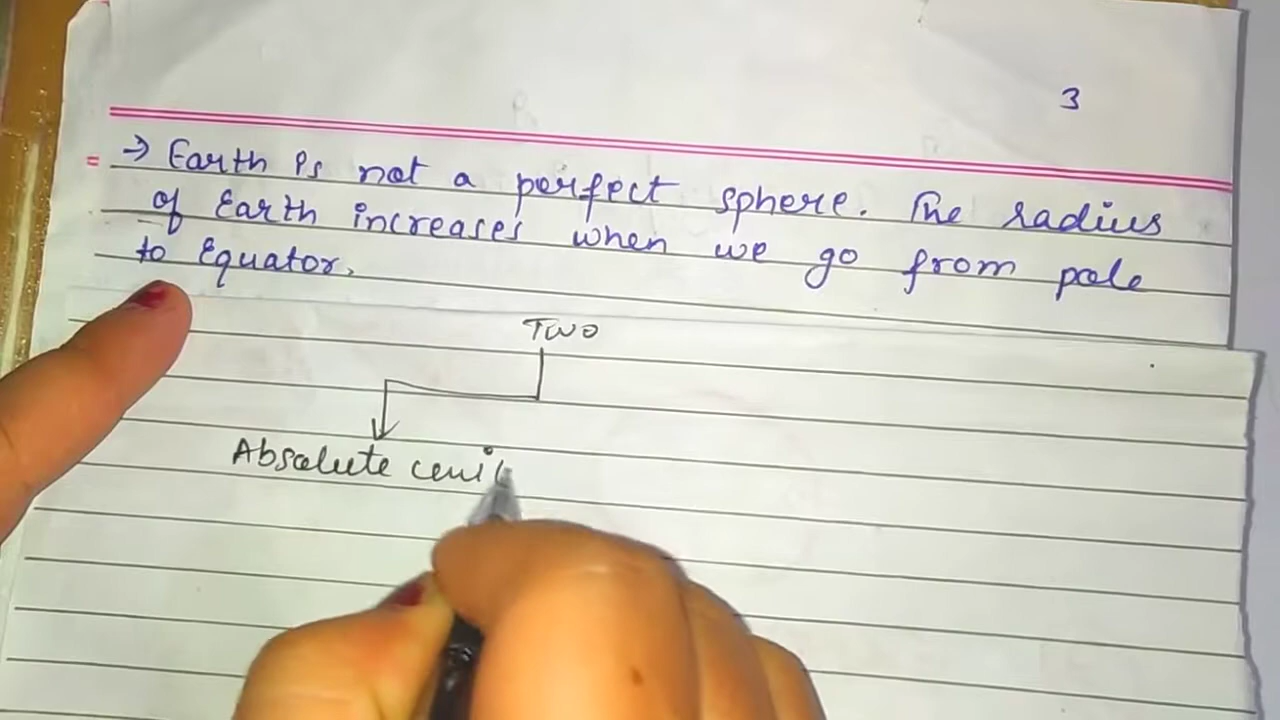 3
→ Earth is not a perfect sphere. The radius
of Earth increases when we go from pole
to Equator.
Two
Absolute